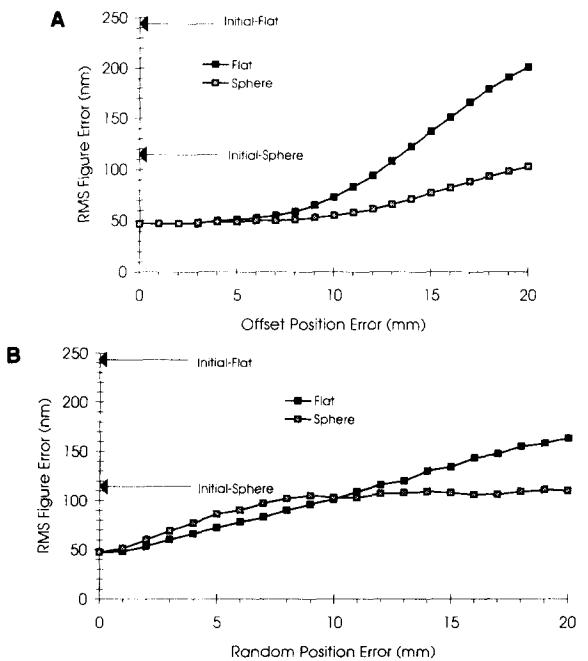 A
250
Initial-Flat
200
Flat
Sphere
150
Initial-Sphere
100
50
0
RMS Figure Error (nm)
0 5 10 15 20
Offset Position Error (mm)
B
250
Initial-Flat
200
Flat
Sphere
150
Initial-Sphere
100
50
0
RMS Figure Error (nm)
0 5 10 15 20
Random Position Error (mm)